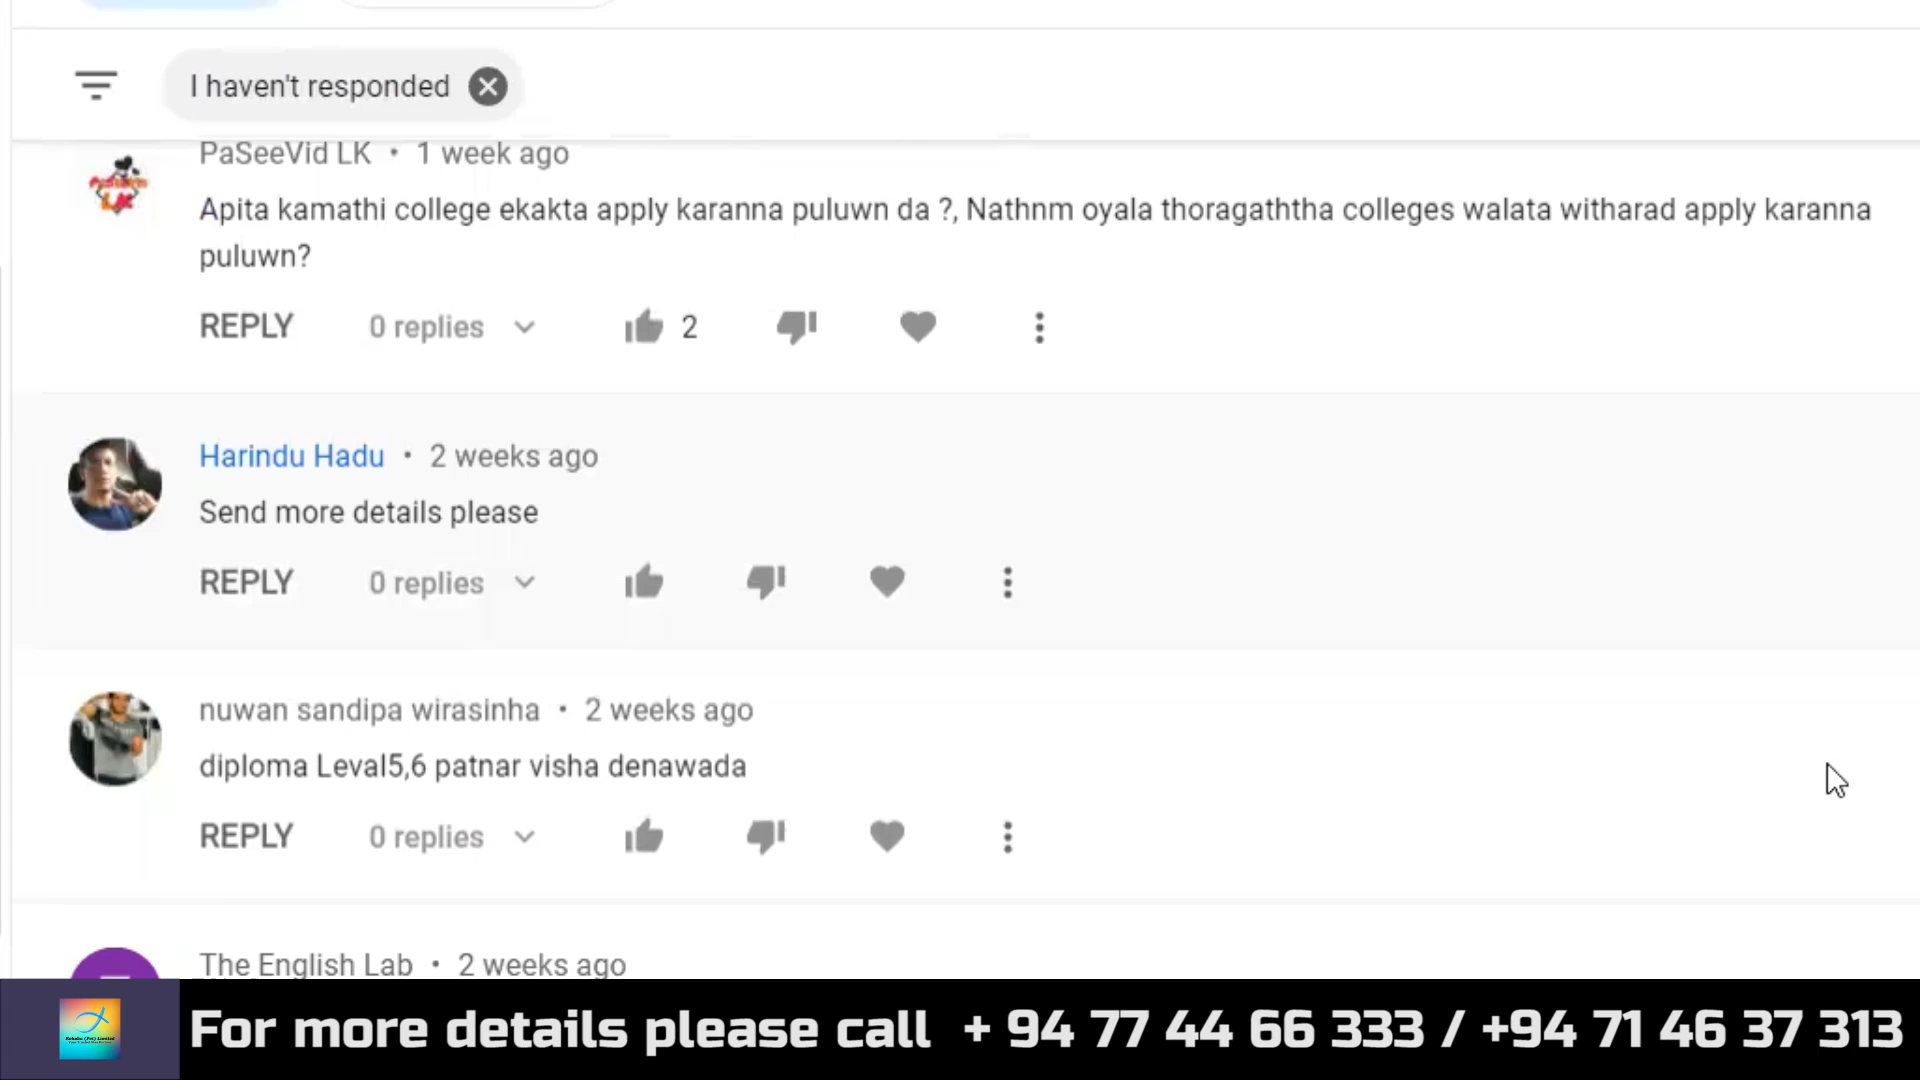 I haven't responded
PaSeeVid LK • 1 week ago
Apita kamathi college ekakta apply karanna puluwn da ?, Nathnm oyala thoragaththa colleges walata witharad apply karanna
puluwn?
REPLY 0 replies 2
Harindu Hadu • 2 weeks ago
Send more details please
REPLY 0 replies
nuwan sandipa wirasinha • 2 weeks ago
diploma Leval5,6 patnar visha denawada
REPLY 0 replies
The English Lab • 2 weeks ago
For more details please call + 94 77 44 66 333 / +94 71 46 37 313